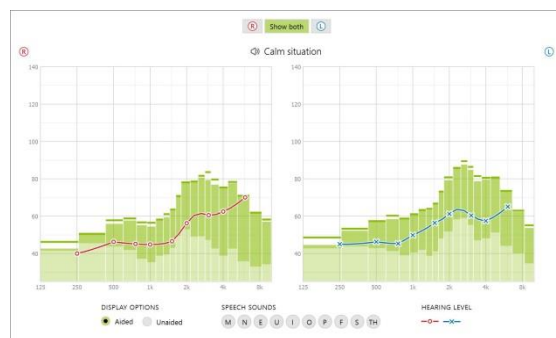 R Show both L
Calm situation
R L
140 140
120 120
100 100
80 80
60 60
40 40
125 250 500 1k 2k 4k 8k 125 250 500 1k 2k 4k 8k
DISPLAY OPTIONS SPEECH SOUNDS HEARING LEVEL
Aided Unaided M N E U I O P F S TH